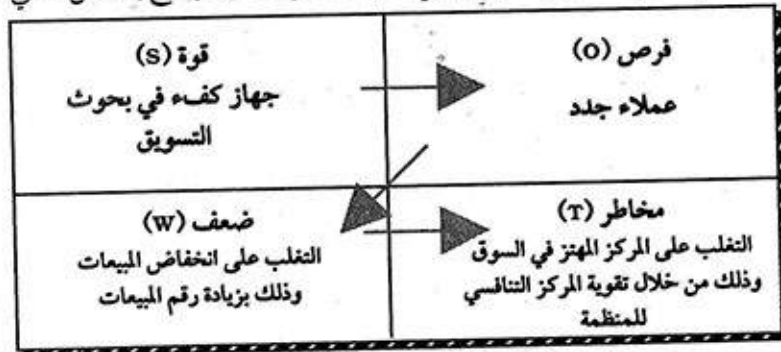 فرص (O)
عملاء جدد
قوة (S)
جهاز كفء في بحوث
التسويق
مخاطر (T)
التغلب على المركز المهتز في السوق
وذلك من خلال تقوية المركز التنافسي
للمنظمة
ضعف (W)
التغلب على انخفاض المبيعات
وذلك بزيادة رقم المبيعات